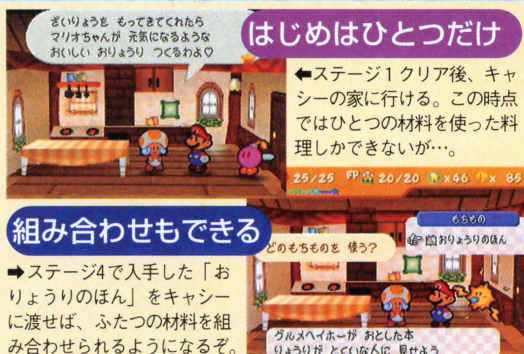 ざいりょうを もってきてくれたら
マリオちゃんが 元気になるような
おいしい おりょうり つくるわよ♡
はじめはひとつだけ
⬅ステージ1クリア後、キャ
シーの家に行ける。この時点
ではひとつの材料を使った料
理しかできないが…。
25/25 FP 20/20 x46 x 85
組み合わせもできる
➡ステージ4で入手した「お
りょうりのほん」をキャシー
に渡せば、ふたつの材料を組
み合わせられるようになるぞ。
どのもちものを 使う?
もちもの
おりょうりのほん
グルメヘイホーが おとした本
りょうりが とくいな人に 見せよう